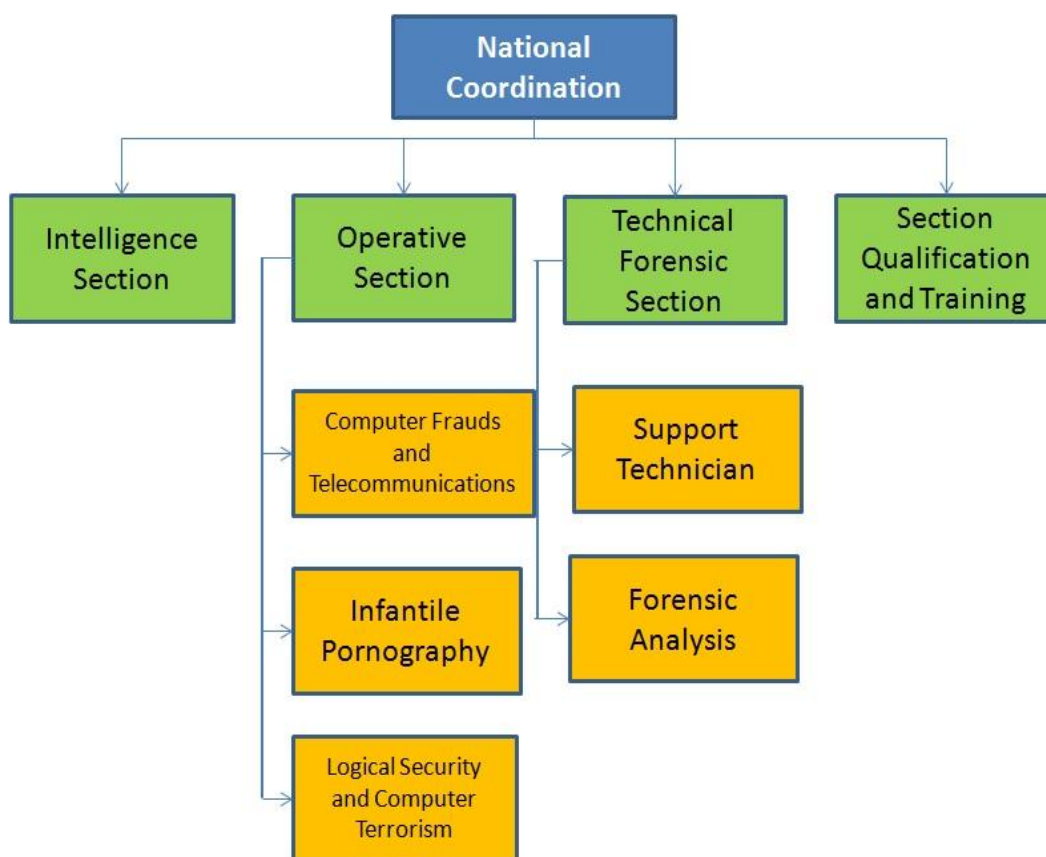 National
Coordination
Intelligence
Section
Operative
Section
Technical
Forensic
Section
Section
Qualification
and Training
Computer Frauds
and
Telecommunications
Support
Technician
Infantile
Pornography
Forensic
Analysis
Logical Security
and Computer
Terrorism